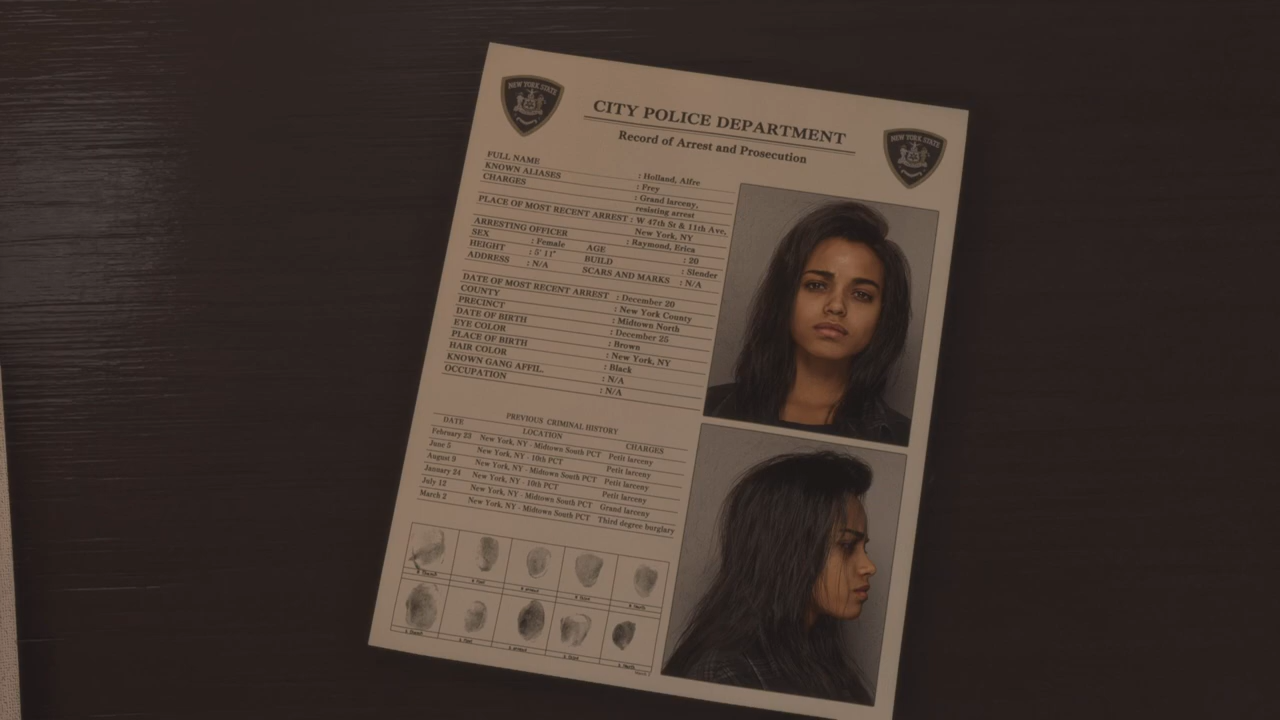 NEW YORK STATE
CITY POLICE DEPARTMENT
NEW YORK STATE
Record of Arrest and Prosecution
FULL NAME : Holland, Alfre
KNOWN ALIASES : Frey
CHARGES : Grand larceny,
resisting arrest
PLACE OF MOST RECENT ARREST : W 47th St & 11th Ave,
New York, NY
ARRESTING OFFICER : Raymond, Erica
SEX : Female AGE : 20
HEIGHT : 5' 11" BUILD : Slender
ADDRESS : N/A SCARS AND MARKS : N/A
DATE OF MOST RECENT ARREST : December 20
COUNTY : New York County
PRECINCT : Midtown North
DATE OF BIRTH : December 25
EYE COLOR : Brown
PLACE OF BIRTH : New York, NY
HAIR COLOR : Black
KNOWN GANG AFFIL. : N/A
OCCUPATION : N/A
PREVIOUS CRIMINAL HISTORY
DATE LOCATION CHARGES
February 23 New York, NY - Midtown South PCT Petit larceny
June 5 New York, NY - 10th PCT Petit larceny
August 9 New York, NY - Midtown South PCT Petit larceny
January 24 New York, NY - 10th PCT Petit larceny
July 12 New York, NY - Midtown South PCT Grand larceny
March 2 New York, NY - Midtown South PCT Third degree burglary